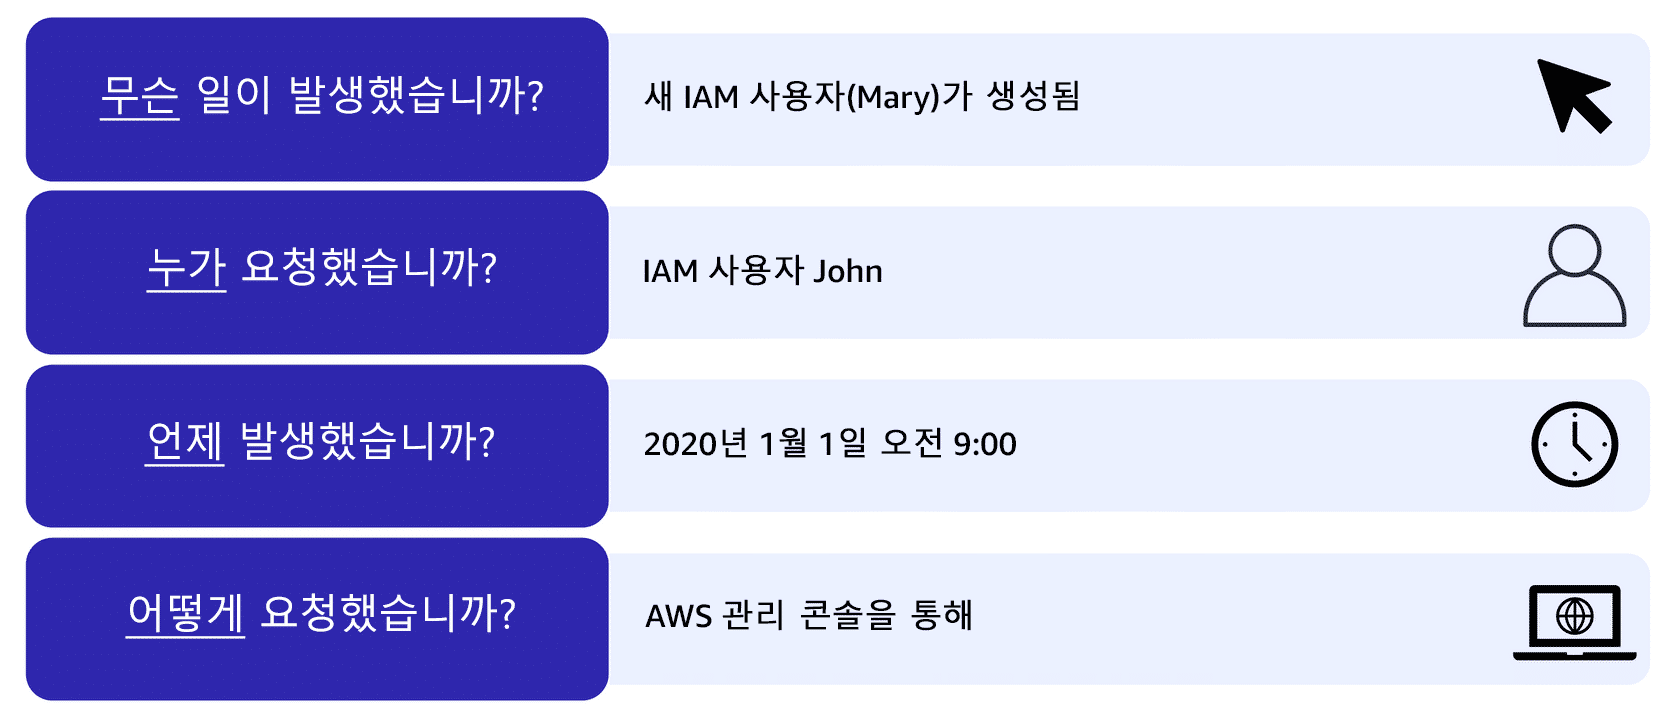 무슨 일이 발생했습니까?
새 IAM 사용자(Mary)가 생성됨
누가 요청했습니까?
IAM 사용자 John
언제 발생했습니까?
2020년 1월 1일 오전 9:00
어떻게 요청했습니까?
AWS 관리 콘솔을 통해